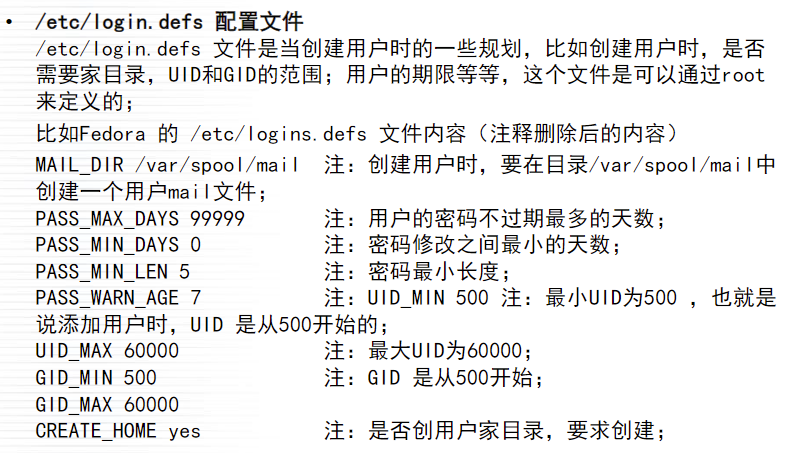 • /etc/login.defs 配置文件
/etc/login.defs 文件是当创建用户时的一些规划，比如创建用户时，是否
需要家目录，UID和GID的范围；用户的期限等等，这个文件是可以通过root
来定义的；
比如Fedora 的 /etc/logins.defs 文件内容（注释删除后的内容）
MAIL_DIR /var/spool/mail 注：创建用户时，要在目录/var/spool/mail中
创建一个用户mail文件；
PASS_MAX_DAYS 99999 注：用户的密码不过期最多的天数；
PASS_MIN_DAYS 0 注：密码修改之间最小的天数；
PASS_MIN_LEN 5 注：密码最小长度；
PASS_WARN_AGE 7 注：UID_MIN 500 注：最小UID为500 ，也就是
说添加用户时，UID 是从500开始的；
UID_MAX 60000 注：最大UID为60000；
GID_MIN 500 注：GID 是从500开始；
GID_MAX 60000
CREATE_HOME yes 注：是否创用户家目录，要求创建；